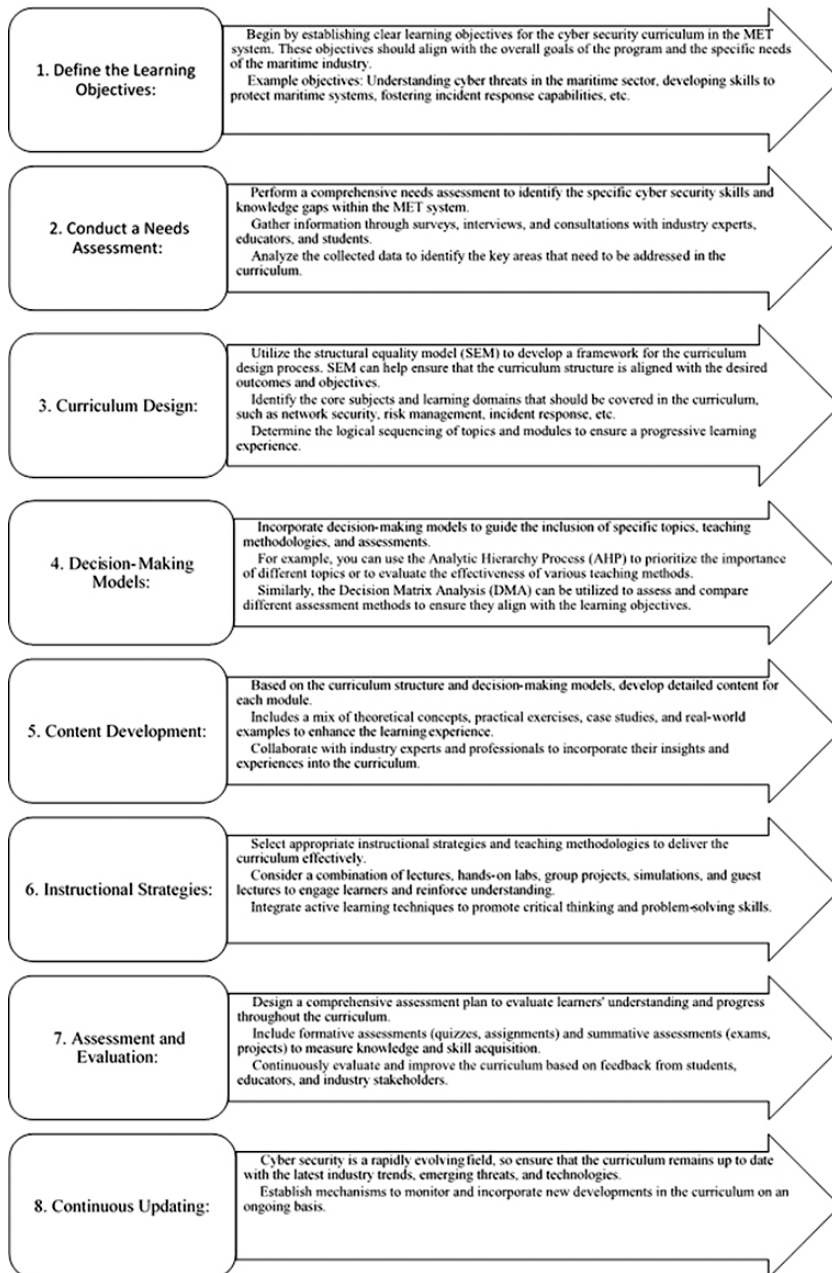 1. Define the Learning
Objectives:
Begin by establishing clear learning objectives for the cyber security curriculum in the MET
system. These objectives should align with the overall goals of the program and the specific needs
of the maritime industry.
Example objectives: Understanding cyber threats in the maritime sector, developing skills to
protect maritime systems, fostering incident response capabilities, etc.
2. Conduct a Needs
Assessment:
Perform a comprehensive needs assessment to identify the specific cyber security skills and
knowledge gaps within the MET system.
Gather information through surveys, interviews, and consultations with industry experts,
educators, and students.
Analyze the collected data to identify the key areas that need to be addressed in the
curriculum.
3. Curriculum Design:
Utilize the structural equality model (SEM) to develop a framework for the curriculum
design process. SEM can help ensure that the curriculum structure is aligned with the desired
outcomes and objectives.
Identify the core subjects and learning domains that should be covered in the curriculum,
such as network security, risk management, incident response, etc.
Determine the logical sequencing of topics and modules to ensure a progressive learning
experience.
4. Decision-Making
Models:
Incorporate decision-making models to guide the inclusion of specific topics, teaching
methodologies, and assessments.
For example, you can use the Analytic Hierarchy Process (AHP) to prioritize the importance
of different topics or to evaluate the effectiveness of various teaching methods.
Similarly, the Decision Matrix Analysis (DMA) can be utilized to assess and compare
different assessment methods to ensure they align with the learning objectives.
5. Content Development:
Based on the curriculum structure and decision-making models, develop detailed content for
each module.
Includes a mix of theoretical concepts, practical exercises, case studies, and real-world
examples to enhance the learning experience.
Collaborate with industry experts and professionals to incorporate their insights and
experiences into the curriculum.
6. Instructional Strategies:
Select appropriate instructional strategies and teaching methodologies to deliver the
curriculum effectively.
Consider a combination of lectures, hands-on labs, group projects, simulations, and guest
lectures to engage learners and reinforce understanding.
Integrate active learning techniques to promote critical thinking and problem-solving skills.
7. Assessment and
Evaluation:
Design a comprehensive assessment plan to evaluate learners' understanding and progress
throughout the curriculum.
Include formative assessments (quizzes, assignments) and summative assessments (exams,
projects) to measure knowledge and skill acquisition.
Continuously evaluate and improve the curriculum based on feedback from students,
educators, and industry stakeholders.
8. Continuous Updating:
Cyber security is a rapidly evolving field, so ensure that the curriculum remains up to date
with the latest industry trends, emerging threats, and technologies.
Establish mechanisms to monitor and incorporate new developments in the curriculum on an
ongoing basis.